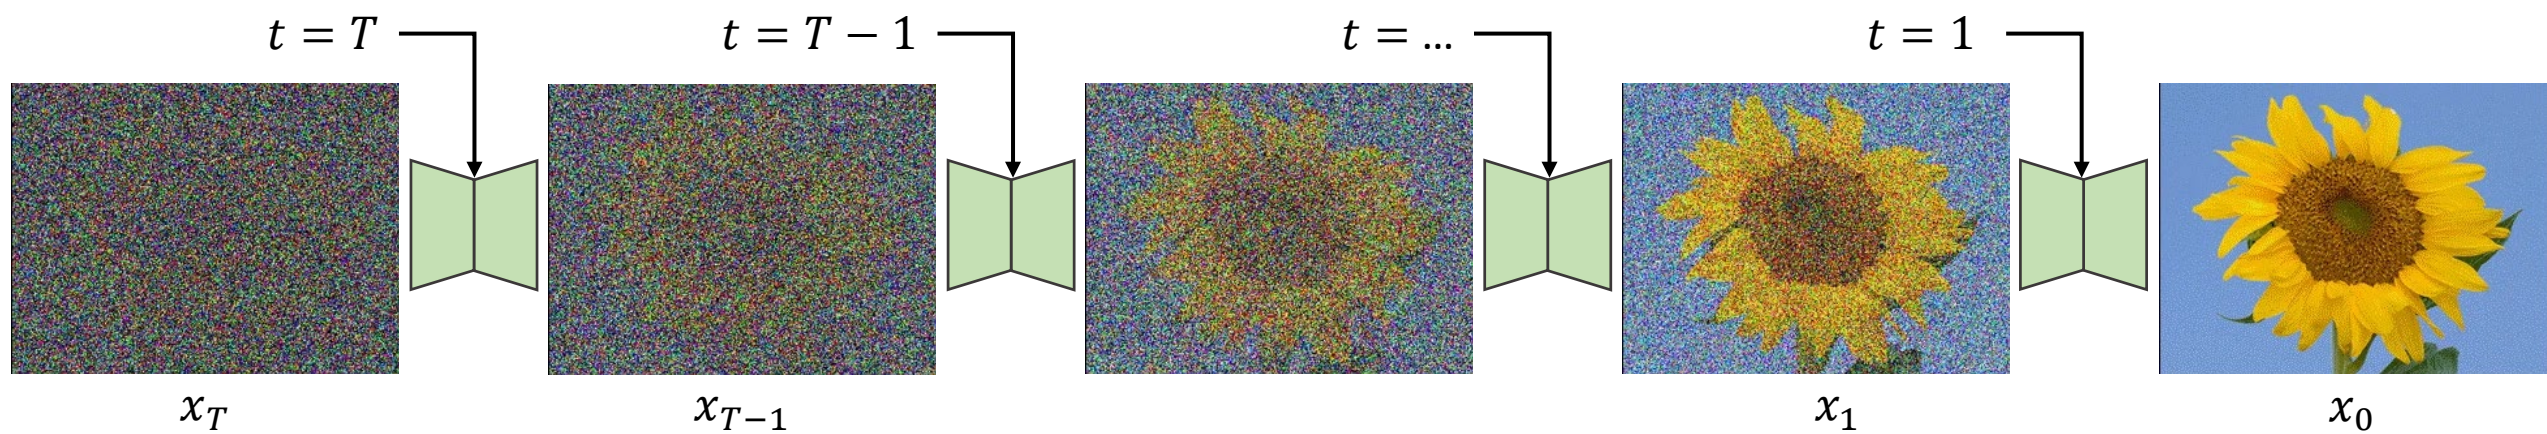 t = T
t = T − 1
t = ...
t = 1
x_T
x_{T−1}
x_1
x_0